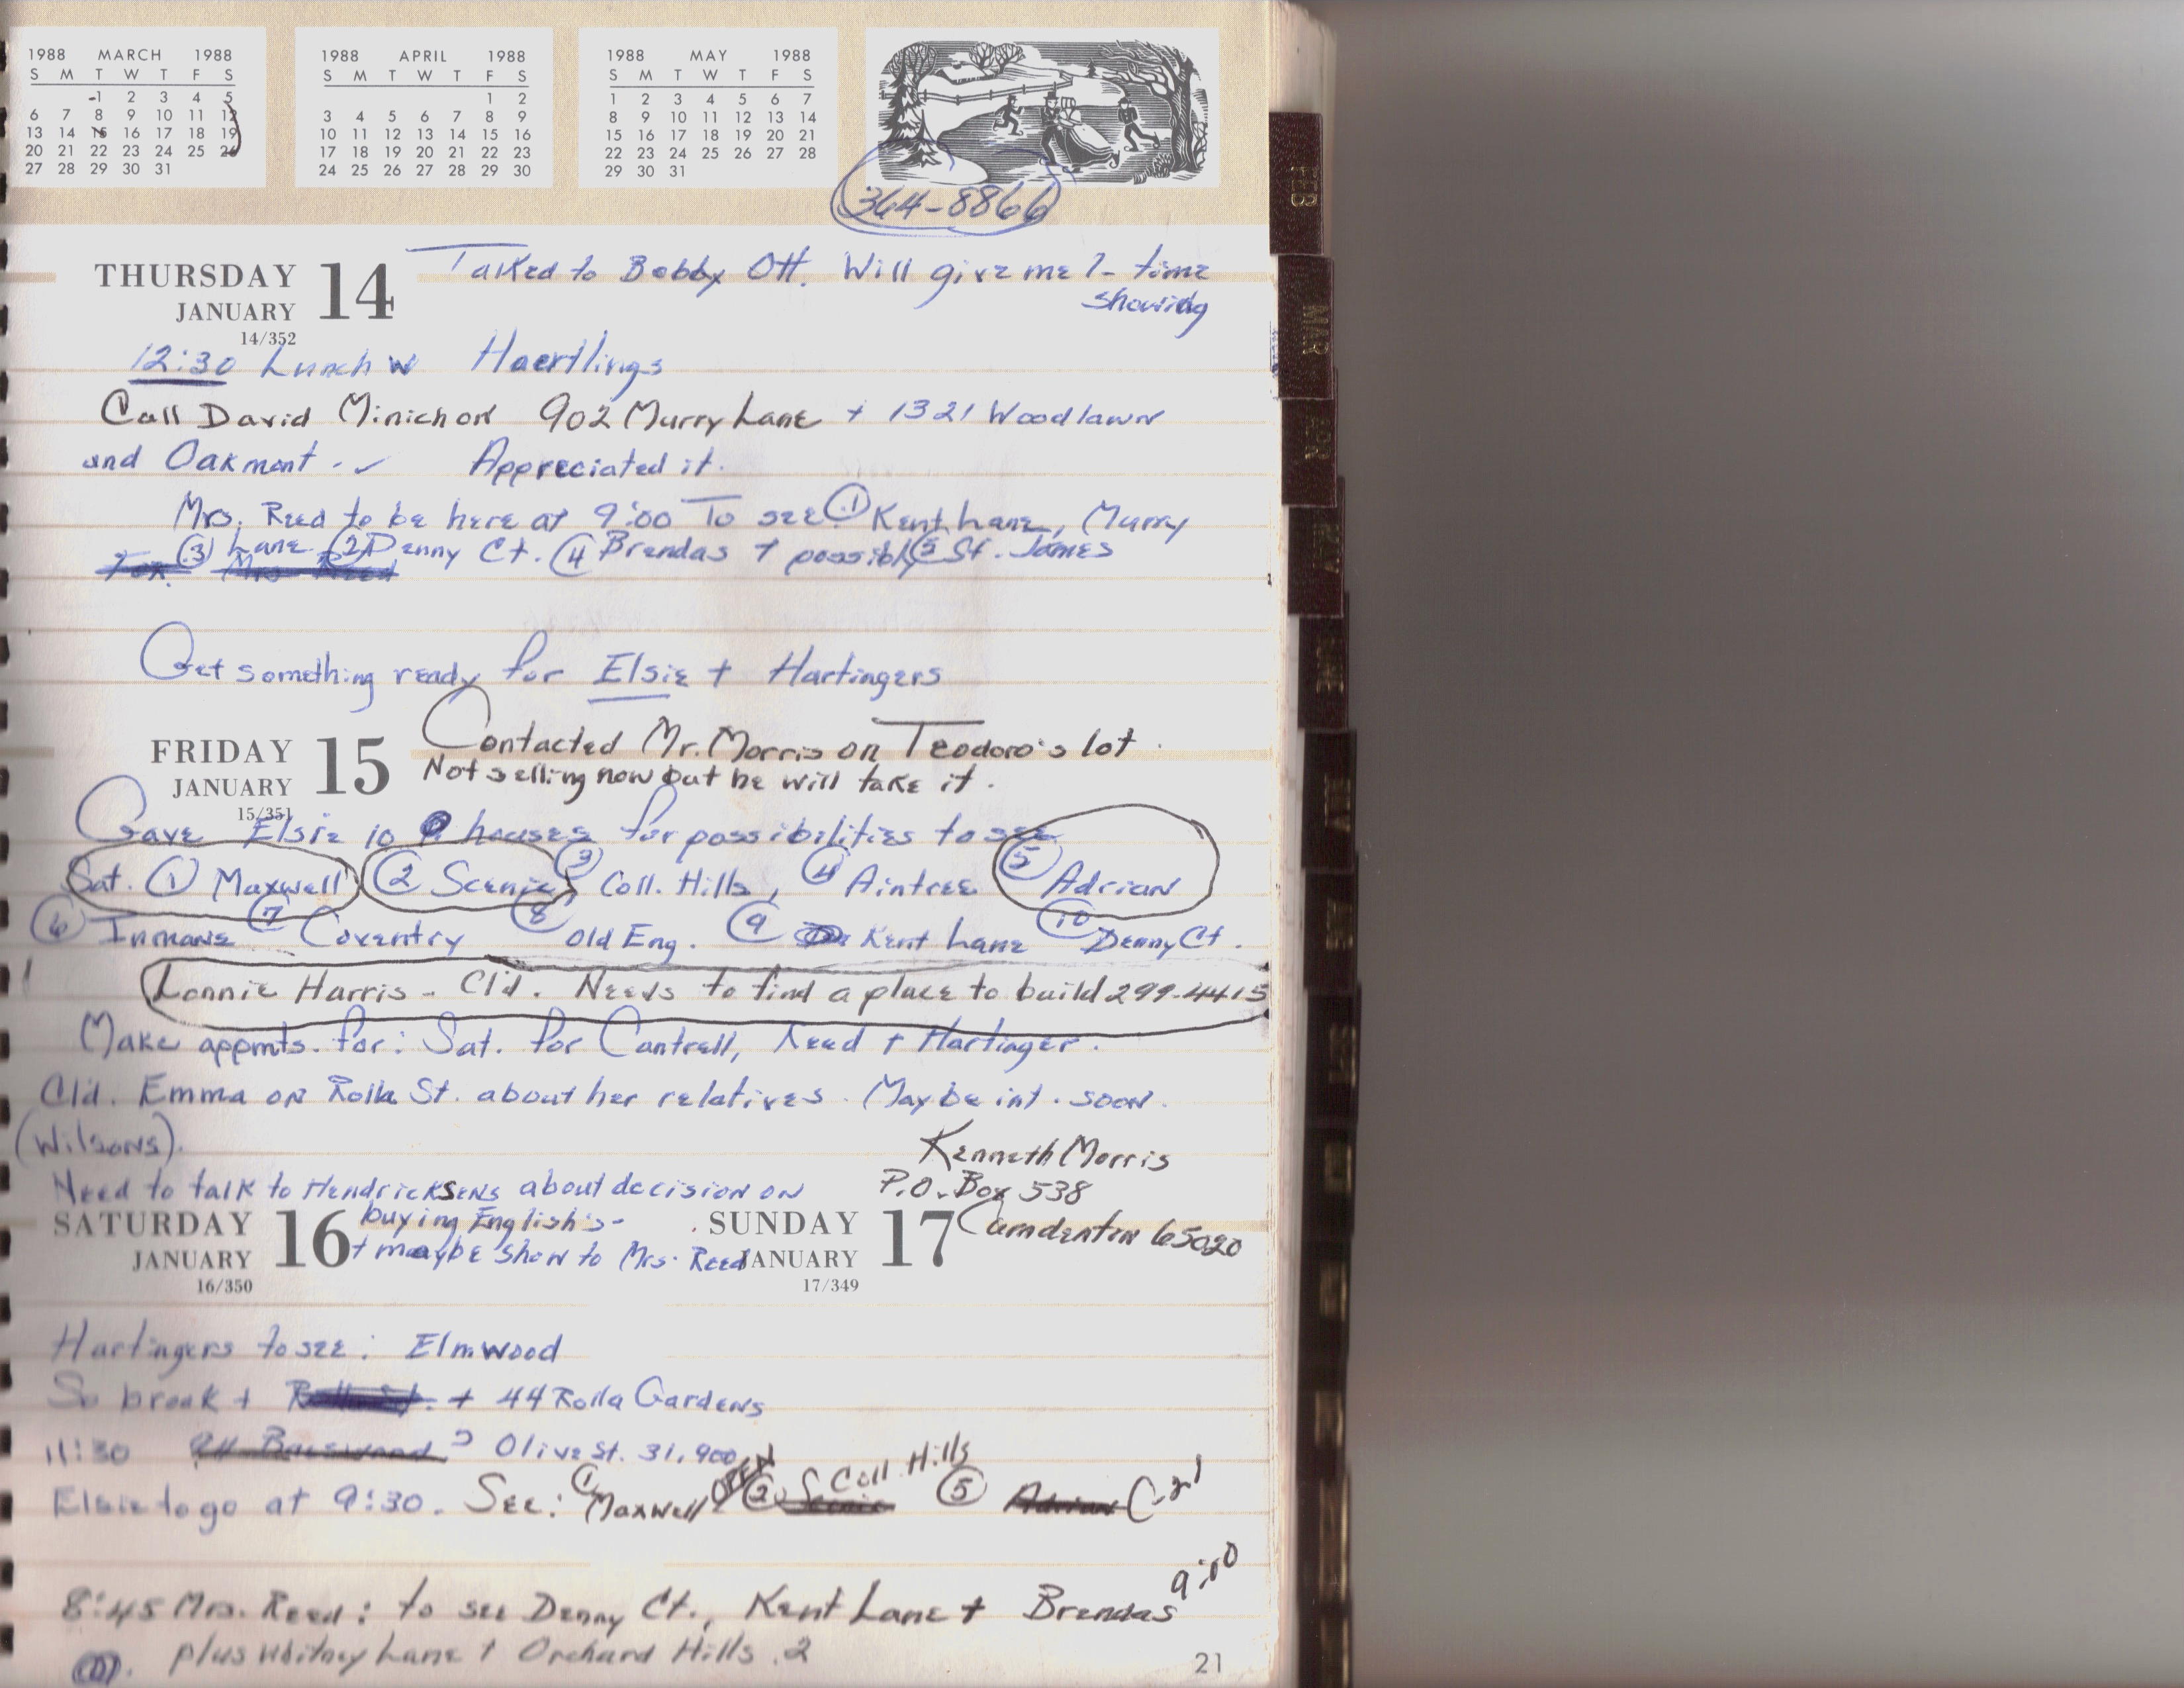 1988 MARCH 1988
S M T W T F S
1 2 3 4 5
6 7 8 9 10 11 12
13 14 15 16 17 18 19
20 21 22 23 24 25 26
27 28 29 30 31
1988 APRIL 1988
S M T W T F S
1 2
3 4 5 6 7 8 9
10 11 12 13 14 15 16
17 18 19 20 21 22 23
24 25 26 27 28 29 30
1988 MAY 1988
S M T W T F S
1 2 3 4 5 6 7
8 9 10 11 12 13 14
15 16 17 18 19 20 21
22 23 24 25 26 27 28
29 30 31
364-8866
THURSDAY 14 Talked to Bobby Ott. Will give me 1-time
JANUARY showing
14/352
12:30 Lunch w Haertlings
Call David Minich on 902 Murry Lane + 1321 Woodlawn
and Oakmont. ✓ Appreciated it.
Mrs. Reed to be here at 9:00 To see: ① Kent Lane, Murry
③ Lane ② Denny Ct. ④ Brendas + possibly ⑤ St. James
Get something ready for Elsie + Hartingers
FRIDAY 15 Contacted Mr. Morris on Teodoro's lot.
JANUARY Not selling now but he will take it.
15/351
Gave Elsie 10 houses for possibilities to see
Sat. ① Maxwell ② Scenic, ③ Coll. Hills, ④ Aintree ⑤ Adrian
⑥ Inmans ⑦ Coventry ⑧ Old Eng. ⑨ Kent Lane ⑩ Denny Ct.
Lonnie Harris - Cld. Needs to find a place to build 299-4415
Make appmts. for: Sat. for Cantrell, Reed + Hartinger.
Cld. Emma on Rolla St. about her relatives. Maybe int. soon.
(Wilsons).
Kenneth Morris
P.O. Box 538
Camdenton 65020
Need to talk to Hendricksens about decision on
buying English's -
+ maybe show to Mrs. Reed
SATURDAY 16
JANUARY
16/350
SUNDAY 17
JANUARY
17/349
Hartingers to see: Elmwood
So brook + + 44 Rolla Gardens
11:30 Olive St. 31,900
Elsie to go at 9:30. See: ① Maxwell OPEN ② Scenic Coll. Hills ⑤ Adrian
9:00
8:45 Mrs. Reed: to see Denny Ct., Kent Lane + Brendas
plus Whitney Lane + Orchard Hills. 2
21
FEB
MAR
APR
MAY
JUNE